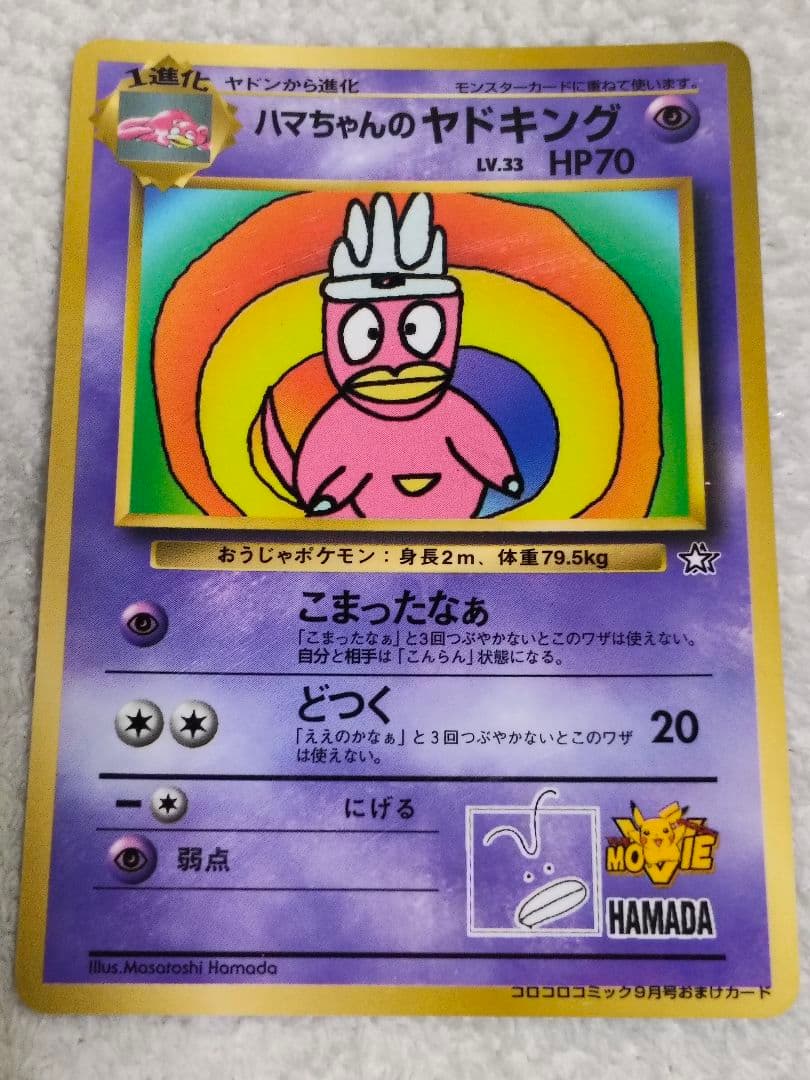 1進化
ヤドンから進化
モンスターカードに重ねて使います。
ハマちゃんのヤドキング
LV.33 HP70
おうじゃポケモン：身長2m、体重79.5kg
こまったなぁ
「こまったなぁ」と3回つぶやかないとこのワザは使えない。
自分と相手は「こんらん」状態になる。
どつく
20
「ええのかなぁ」と3回つぶやかないとこのワザ
は使えない。
にげる
弱点
MOVIE
HAMADA
Illus.Masatoshi Hamada
コロコロコミック9月号おまけカード